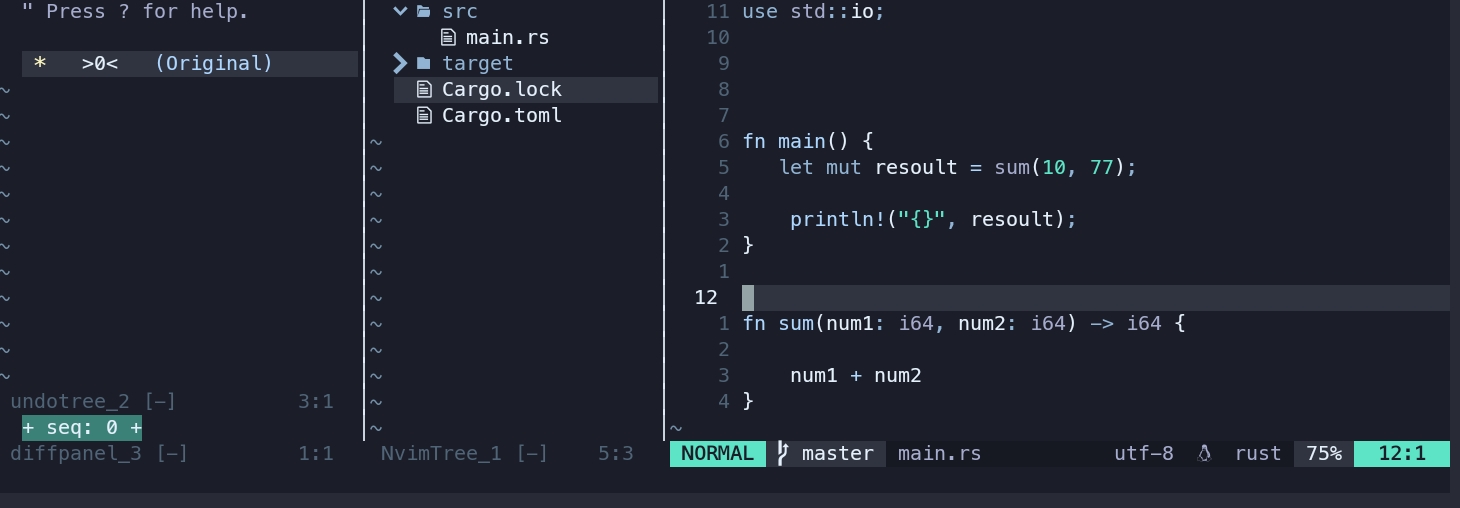 " Press ? for help.
* >0< (Original)
~
~
~
~
~
~
~
~
~
~
~
~
undotree_2 [-] 3:1
+ seq: 0 +
diffpanel_3 [-] 1:1
src
main.rs
target
Cargo.lock
Cargo.toml
~
~
~
~
~
~
~
~
~
~
~
~
NvimTree_1 [-] 5:3
11 use std::io;
10
9
8
7
6 fn main() {
5 let mut resoult = sum(10, 77);
4
3 println!("{}", resoult);
2 }
1
12
1 fn sum(num1: i64, num2: i64) -> i64 {
2
3 num1 + num2
4 }
~
NORMAL master main.rs utf-8 rust 75% 12:1